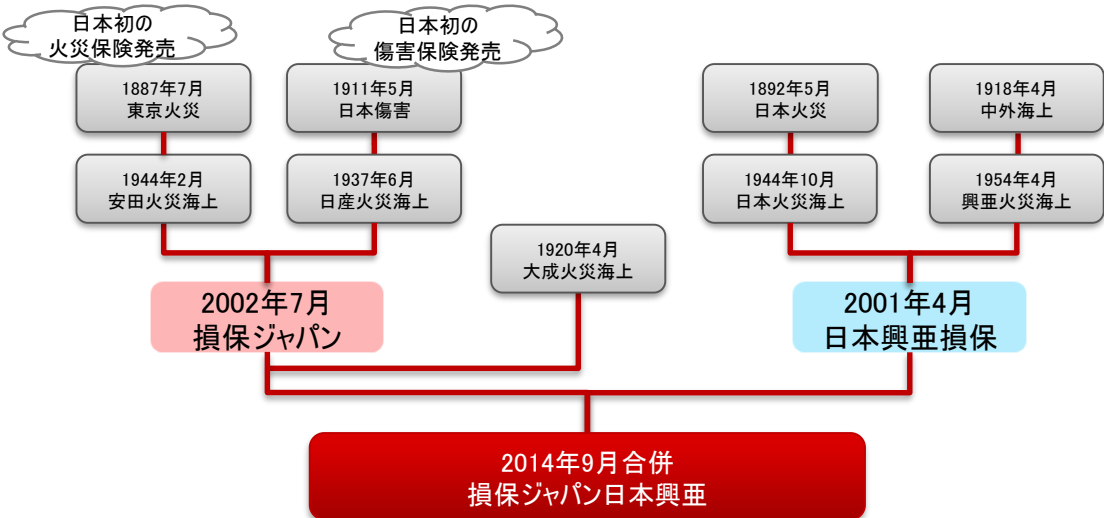 日本初の
火災保険発売
日本初の
傷害保険発売
1887年7月
東京火災
1911年5月
日本傷害
1892年5月
日本火災
1918年4月
中外海上
1944年2月
安田火災海上
1937年6月
日産火災海上
1944年10月
日本火災海上
1954年4月
興亜火災海上
1920年4月
大成火災海上
2002年7月
損保ジャパン
2001年4月
日本興亜損保
2014年9月合併
損保ジャパン日本興亜